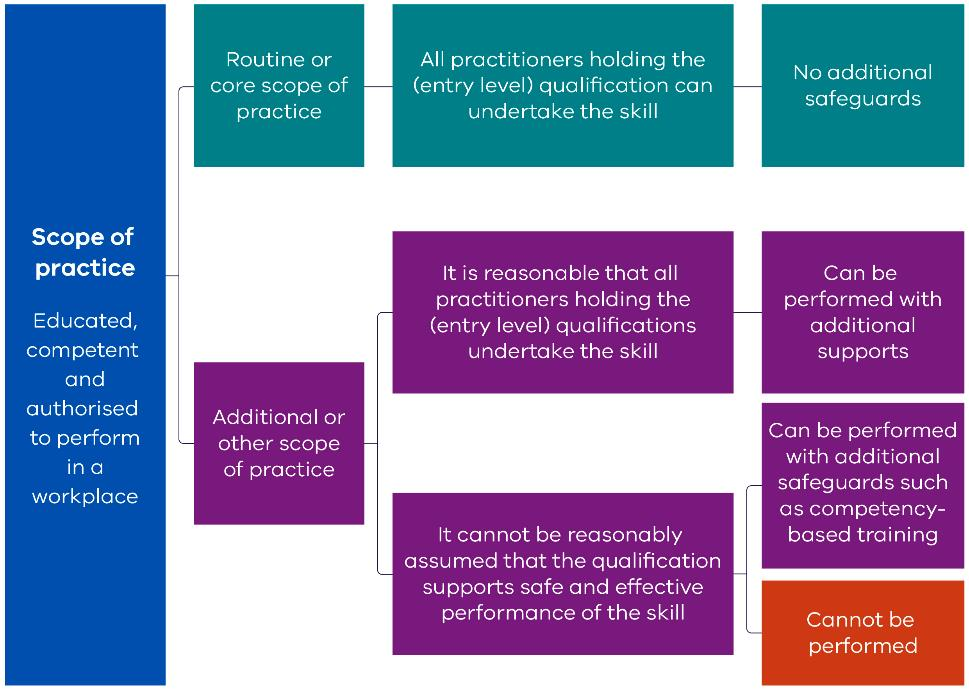 Scope of
practice
Educated,
competent
and
authorised
to perform
in a
workplace
Routine or
core scope of
practice
All practitioners holding the
(entry level) qualification can
undertake the skill
No additional
safeguards
Additional or
other scope
of practice
It is reasonable that all
practitioners holding the
(entry level) qualifications
undertake the skill
Can be
performed with
additional
supports
It cannot be reasonably
assumed that the qualification
supports safe and effective
performance of the skill
Can be performed
with additional
safeguards such
as competency-
based training
Cannot be
performed